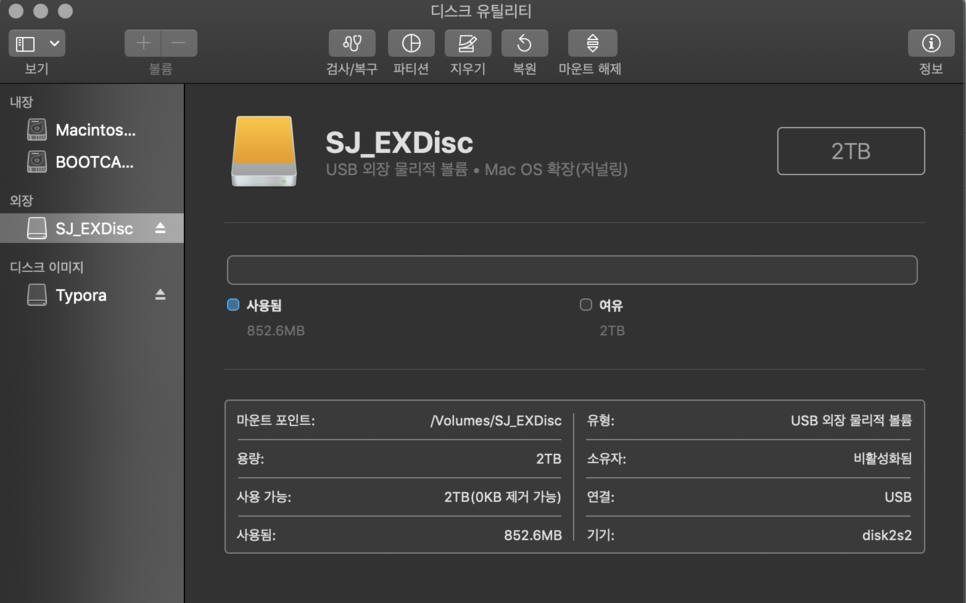 디스크 유틸리티
보기
볼륨
검사/복구
파티션
지우기
복원
마운트 해제
정보
내장
Macintos...
BOOTCA...
외장
SJ_EXDisc
디스크 이미지
Typora
SJ_EXDisc
USB 외장 물리적 볼륨 • Mac OS 확장(저널링)
2TB
사용됨
852.6MB
여유
2TB
마운트 포인트: /Volumes/SJ_EXDisc
용량: 2TB
사용 가능: 2TB(0KB 제거 가능)
사용됨: 852.6MB
유형: USB 외장 물리적 볼륨
소유자: 비활성화됨
연결: USB
기기: disk2s2